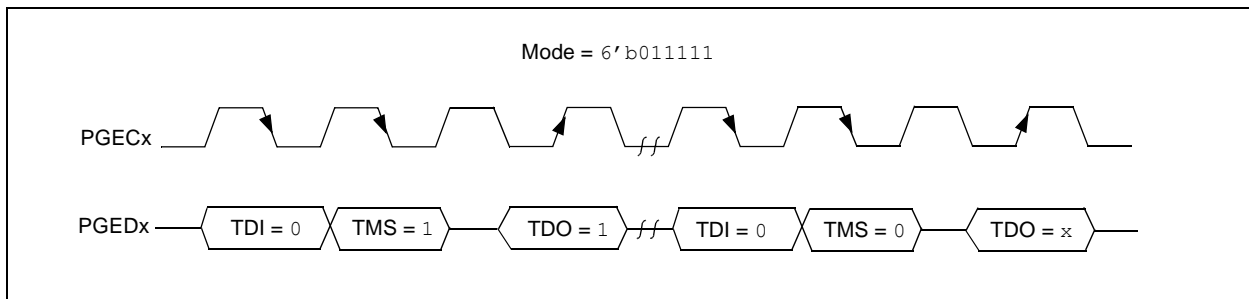 Mode = 6’b011111
PGECx
PGEDx TDI = 0 TMS = 1 TDO = 1 TDI = 0 TMS = 0 TDO = x